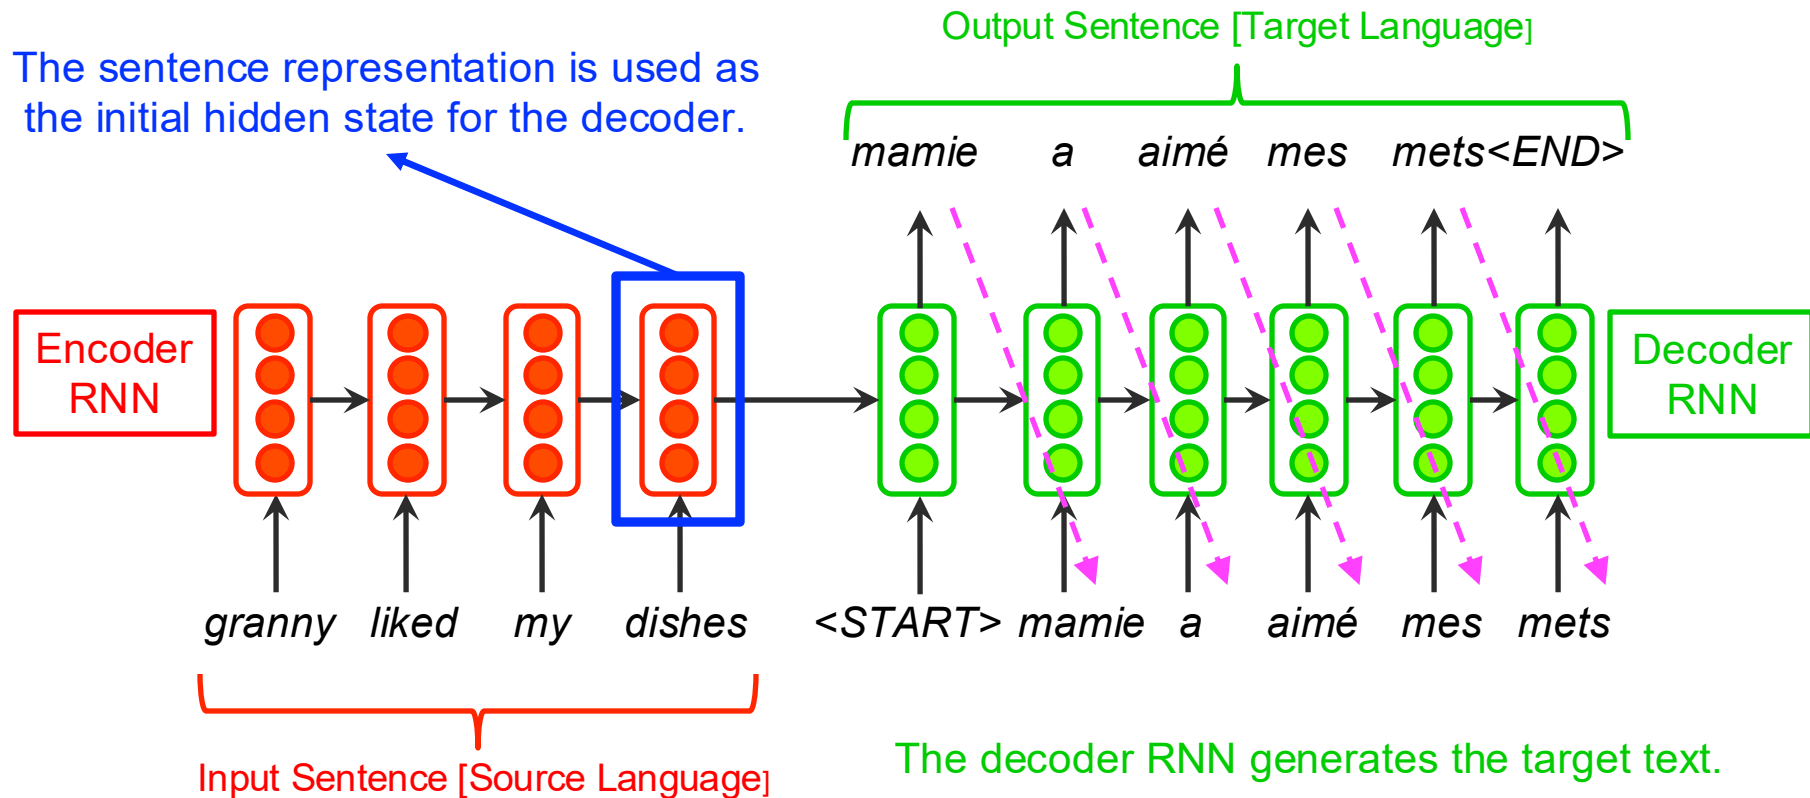 Output Sentence [Target Language]
The sentence representation is used as
the initial hidden state for the decoder.
mamie a aimé mes mets<END>
Encoder
RNN
Decoder
RNN
granny liked my dishes <START> mamie a aimé mes mets
The decoder RNN generates the target text.
Input Sentence [Source Language]